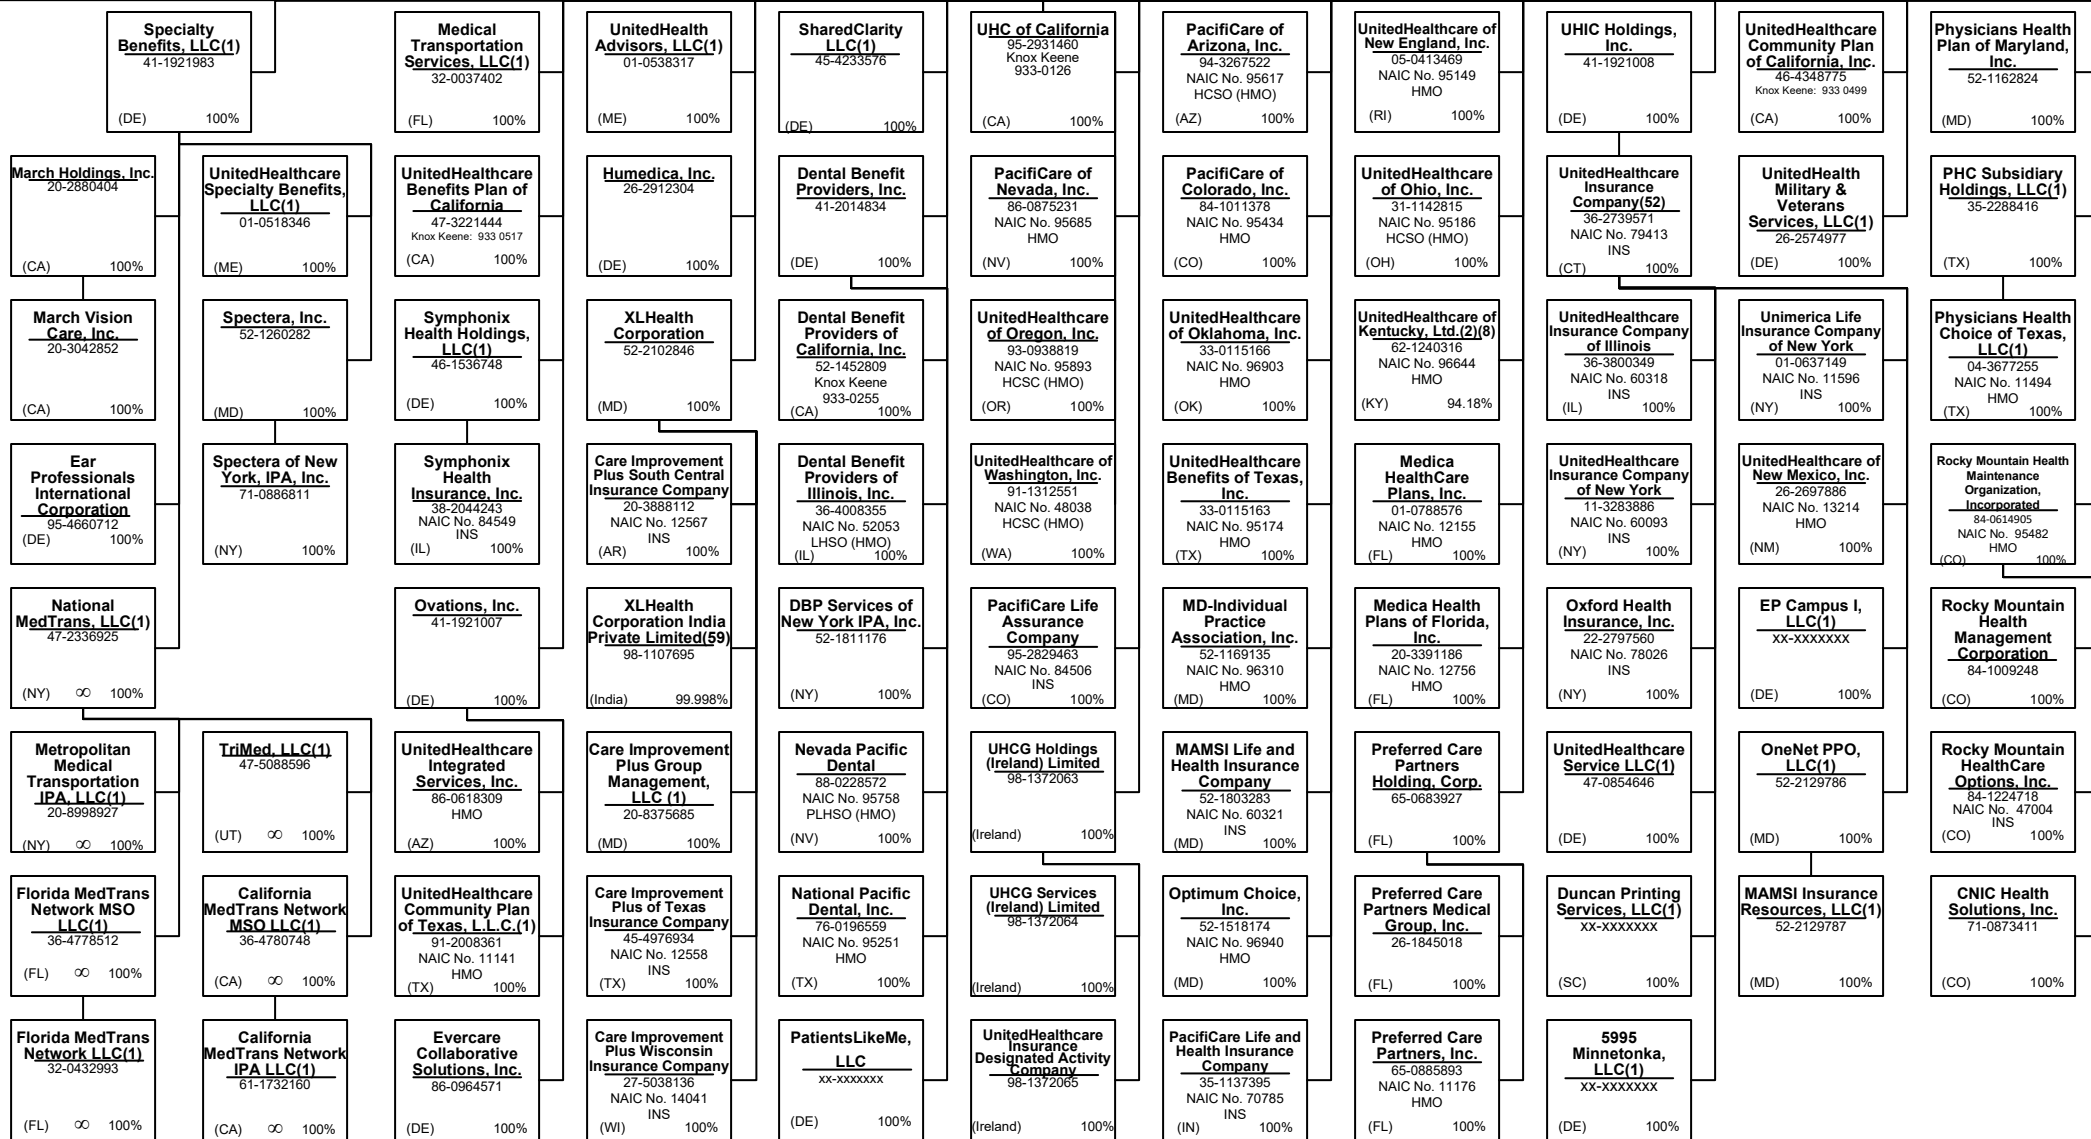 Specialty
Benefits, LLC(1)
41-1921983
(DE) 100%
Medical
Transportation
Services, LLC(1)
32-0037402
(FL) 100%
UnitedHealth
Advisors, LLC(1)
01-0538317
(ME) 100%
SharedClarity
LLC(1)
45-4233576
(DE) 100%
UHC of California
95-2931460
Knox Keene
933-0126
(CA) 100%
PacifiCare of
Arizona, Inc.
94-3267522
NAIC No. 95617
HCSO (HMO)
(AZ) 100%
UnitedHealthcare of
New England, Inc.
05-0413469
NAIC No. 95149
HMO
(RI) 100%
UHIC Holdings,
Inc.
41-1921008
(DE) 100%
UnitedHealthcare
Community Plan
of California, Inc.
46-4348775
Knox Keene: 933 0499
(CA) 100%
Physicians Health
Plan of Maryland,
Inc.
52-1162824
(MD) 100%
March Holdings, Inc.
20-2880404
(CA) 100%
UnitedHealthcare
Specialty Benefits,
LLC(1)
01-0518346
(ME) 100%
UnitedHealthcare
Benefits Plan of
California
47-3221444
Knox Keene: 933 0517
(CA) 100%
Humedica, Inc.
26-2912304
(DE) 100%
Dental Benefit
Providers, Inc.
41-2014834
(DE) 100%
PacifiCare of
Nevada, Inc.
86-0875231
NAIC No. 95685
HMO
(NV) 100%
PacifiCare of
Colorado, Inc.
84-1011378
NAIC No. 95434
HMO
(CO) 100%
UnitedHealthcare
of Ohio, Inc.
31-1142815
NAIC No. 95186
HCSO (HMO)
(OH) 100%
UnitedHealthcare
Insurance
Company(52)
36-2739571
NAIC No. 79413
INS
(CT) 100%
UnitedHealth
Military &
Veterans
Services, LLC(1)
26-2574977
(DE) 100%
PHC Subsidiary
Holdings, LLC(1)
35-2288416
(TX) 100%
March Vision
Care, Inc.
20-3042852
(CA) 100%
Spectera, Inc.
52-1260282
(MD) 100%
Symphonix
Health Holdings,
LLC(1)
46-1536748
(DE) 100%
XLHealth
Corporation
52-2102846
(MD) 100%
Dental Benefit
Providers of
California, Inc.
52-1452809
Knox Keene
933-0255
(CA) 100%
UnitedHealthcare
of Oregon, Inc.
93-0938819
NAIC No. 95893
HCSC (HMO)
(OR) 100%
UnitedHealthcare
of Oklahoma, Inc.
33-0115166
NAIC No. 96903
HMO
(OK) 100%
UnitedHealthcare of
Kentucky, Ltd.(2)(8)
62-1240316
NAIC No. 96644
HMO
(KY) 94.18%
UnitedHealthcare
Insurance Company
of Illinois
36-3800349
NAIC No. 60318
INS
(IL) 100%
Unimerica Life
Insurance Company
of New York
01-0637149
NAIC No. 11596
INS
(NY) 100%
Physicians Health
Choice of Texas,
LLC(1)
04-3677255
NAIC No. 11494
HMO
(TX) 100%
Ear
Professionals
International
Corporation
95-4660712
(DE) 100%
Spectera of New
York, IPA, Inc.
71-0886811
(NY) 100%
Symphonix
Health
Insurance, Inc.
38-2044243
NAIC No. 84549
INS
(IL) 100%
Care Improvement
Plus South Central
Insurance Company
20-3888112
NAIC No. 12567
INS
(AR) 100%
Dental Benefit
Providers of
Illinois, Inc.
36-4008355
NAIC No. 52053
LHSO (HMO)
(IL) 100%
UnitedHealthcare of
Washington, Inc.
91-1312551
NAIC No. 48038
HCSC (HMO)
(WA) 100%
UnitedHealthcare
Benefits of Texas,
Inc.
33-0115163
NAIC No. 95174
HMO
(TX) 100%
Medica
HealthCare
Plans, Inc.
01-0788576
NAIC No. 12155
HMO
(FL) 100%
UnitedHealthcare
Insurance Company
of New York
11-3283886
NAIC No. 60093
INS
(NY) 100%
UnitedHealthcare of
New Mexico, Inc.
26-2697886
NAIC No. 13214
HMO
(NM) 100%
Rocky Mountain Health
Maintenance
Organization,
Incorporated
84-0614905
NAIC No. 95482
HMO
(CO) 100%
National
MedTrans, LLC(1)
47-2336925
(NY) ∞ 100%
Ovations, Inc.
41-1921007
(DE) 100%
XLHealth
Corporation India
Private Limited(59)
98-1107695
(India) 99.998%
DBP Services of
New York IPA, Inc.
52-1811176
(NY) 100%
PacifiCare Life
Assurance
Company
95-2829463
NAIC No. 84506
INS
(CO) 100%
MD-Individual
Practice
Association, Inc.
52-1169135
NAIC No. 96310
HMO
(MD) 100%
Medica Health
Plans of Florida,
Inc.
20-3391186
NAIC No. 12756
HMO
(FL) 100%
Oxford Health
Insurance, Inc.
22-2797560
NAIC No. 78026
INS
(NY) 100%
EP Campus I,
LLC(1)
xx-xxxxxxx
(DE) 100%
Rocky Mountain
Health
Management
Corporation
84-1009248
(CO) 100%
Metropolitan
Medical
Transportation
IPA, LLC(1)
20-8998927
(NY) ∞ 100%
TriMed, LLC(1)
47-5088596
(UT) ∞ 100%
UnitedHealthcare
Integrated
Services, Inc.
86-0618309
HMO
(AZ) 100%
Care Improvement
Plus Group
Management,
LLC (1)
20-8375685
(MD) 100%
Nevada Pacific
Dental
88-0228572
NAIC No. 95758
PLHSO (HMO)
(NV) 100%
UHCG Holdings
(Ireland) Limited
98-1372063
(Ireland) 100%
MAMSI Life and
Health Insurance
Company
52-1803283
NAIC No. 60321
INS
(MD) 100%
Preferred Care
Partners
Holding, Corp.
65-0683927
(FL) 100%
UnitedHealthcare
Service LLC(1)
47-0854646
(DE) 100%
OneNet PPO,
LLC(1)
52-2129786
(MD) 100%
Rocky Mountain
HealthCare
Options, Inc.
84-1224718
NAIC No. 47004
INS
(CO) 100%
Florida MedTrans
Network MSO
LLC(1)
36-4778512
(FL) ∞ 100%
California
MedTrans Network
MSO LLC(1)
36-4780748
(CA) ∞ 100%
UnitedHealthcare
Community Plan
of Texas, L.L.C.(1)
91-2008361
NAIC No. 11141
HMO
(TX) 100%
Care Improvement
Plus of Texas
Insurance Company
45-4976934
NAIC No. 12558
INS
(TX) 100%
National Pacific
Dental, Inc.
76-0196559
NAIC No. 95251
HMO
(TX) 100%
UHCG Services
(Ireland) Limited
98-1372064
(Ireland) 100%
Optimum Choice,
Inc.
52-1518174
NAIC No. 96940
HMO
(MD) 100%
Preferred Care
Partners Medical
Group, Inc.
26-1845018
(FL) 100%
Duncan Printing
Services, LLC(1)
xx-xxxxxxx
(SC) 100%
MAMSI Insurance
Resources, LLC(1)
52-2129787
(MD) 100%
CNIC Health
Solutions, Inc.
71-0873411
(CO) 100%
Florida MedTrans
Network LLC(1)
32-0432993
(FL) ∞ 100%
California
MedTrans Network
IPA LLC(1)
61-1732160
(CA) ∞ 100%
Evercare
Collaborative
Solutions, Inc.
86-0964571
(DE) 100%
Care Improvement
Plus Wisconsin
Insurance Company
27-5038136
NAIC No. 14041
INS
(WI) 100%
PatientsLikeMe,
LLC
xx-xxxxxxx
(DE) 100%
UnitedHealthcare
Insurance
Designated Activity
Company
98-1372065
(Ireland) 100%
PacifiCare Life and
Health Insurance
Company
35-1137395
NAIC No. 70785
INS
(IN) 100%
Preferred Care
Partners, Inc.
65-0885893
NAIC No. 11176
HMO
(FL) 100%
5995
Minnetonka,
LLC(1)
xx-xxxxxxx
(DE) 100%